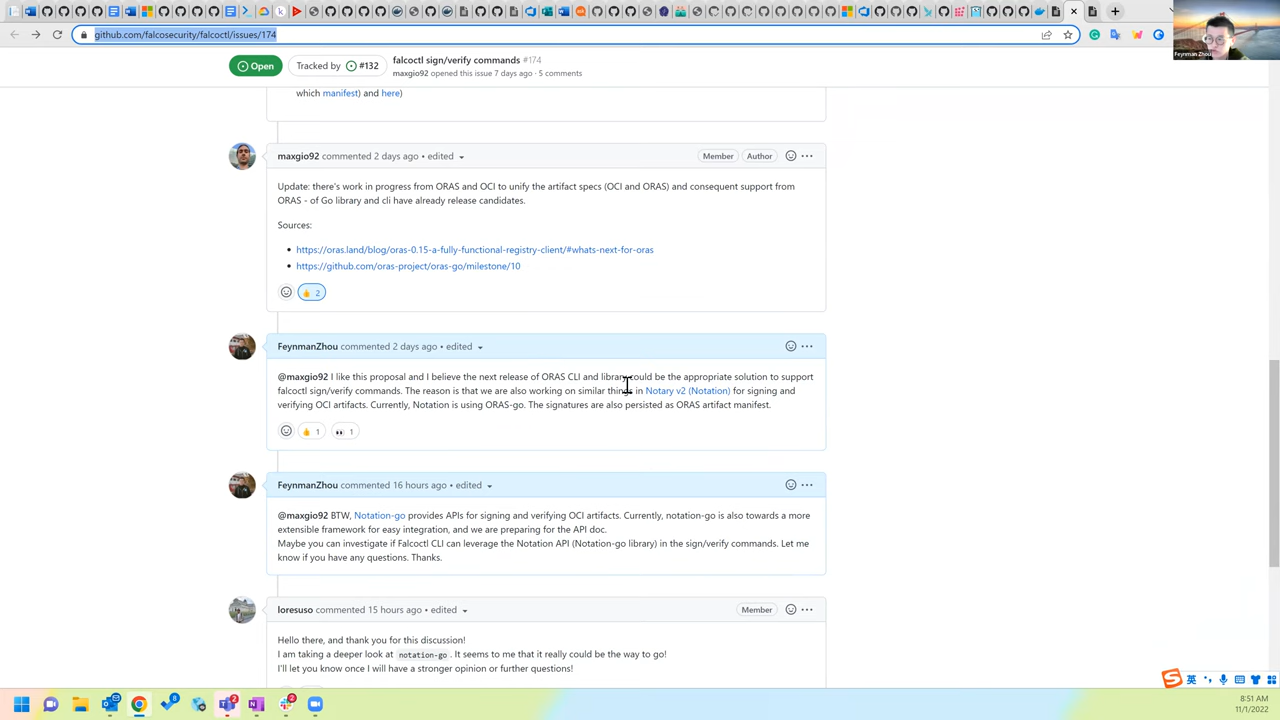 github.com/falcosecurity/falcoctl/issues/174
Feynman Zhou
Open
Tracked by #132
falcoctl sign/verify commands #174
maxgio92 opened this issue 7 days ago · 5 comments
which manifest) and here)
maxgio92 commented 2 days ago • edited
Member
Author
Update: there's work in progress from ORAS and OCI to unify the artifact specs (OCI and ORAS) and consequent support from
ORAS - of Go library and cli have already release candidates.
Sources:
• https://oras.land/blog/oras-0.15-a-fully-functional-registry-client/#whats-next-for-oras
• https://github.com/oras-project/oras-go/milestone/10
👍 2
FeynmanZhou commented 2 days ago • edited
@maxgio92 I like this proposal and I believe the next release of ORAS CLI and library could be the appropriate solution to support
falcoctl sign/verify commands. The reason is that we are also working on similar things in Notary v2 (Notation) for signing and
verifying OCI artifacts. Currently, Notation is using ORAS-go. The signatures are also persisted as ORAS artifact manifest.
👍 1 👀 1
FeynmanZhou commented 16 hours ago • edited
@maxgio92 BTW, Notation-go provides APIs for signing and verifying OCI artifacts. Currently, notation-go is also towards a more
extensible framework for easy integration, and we are preparing for the API doc.
Maybe you can investigate if Falcoctl CLI can leverage the Notation API (Notation-go library) in the sign/verify commands. Let me
know if you have any questions. Thanks.
loresuso commented 15 hours ago • edited
Member
Hello there, and thank you for this discussion!
I am taking a deeper look at notation-go. It seems to me that it really could be the way to go!
I'll let you know once I will have a stronger opinion or further questions!
英
8:51 AM
11/1/2022